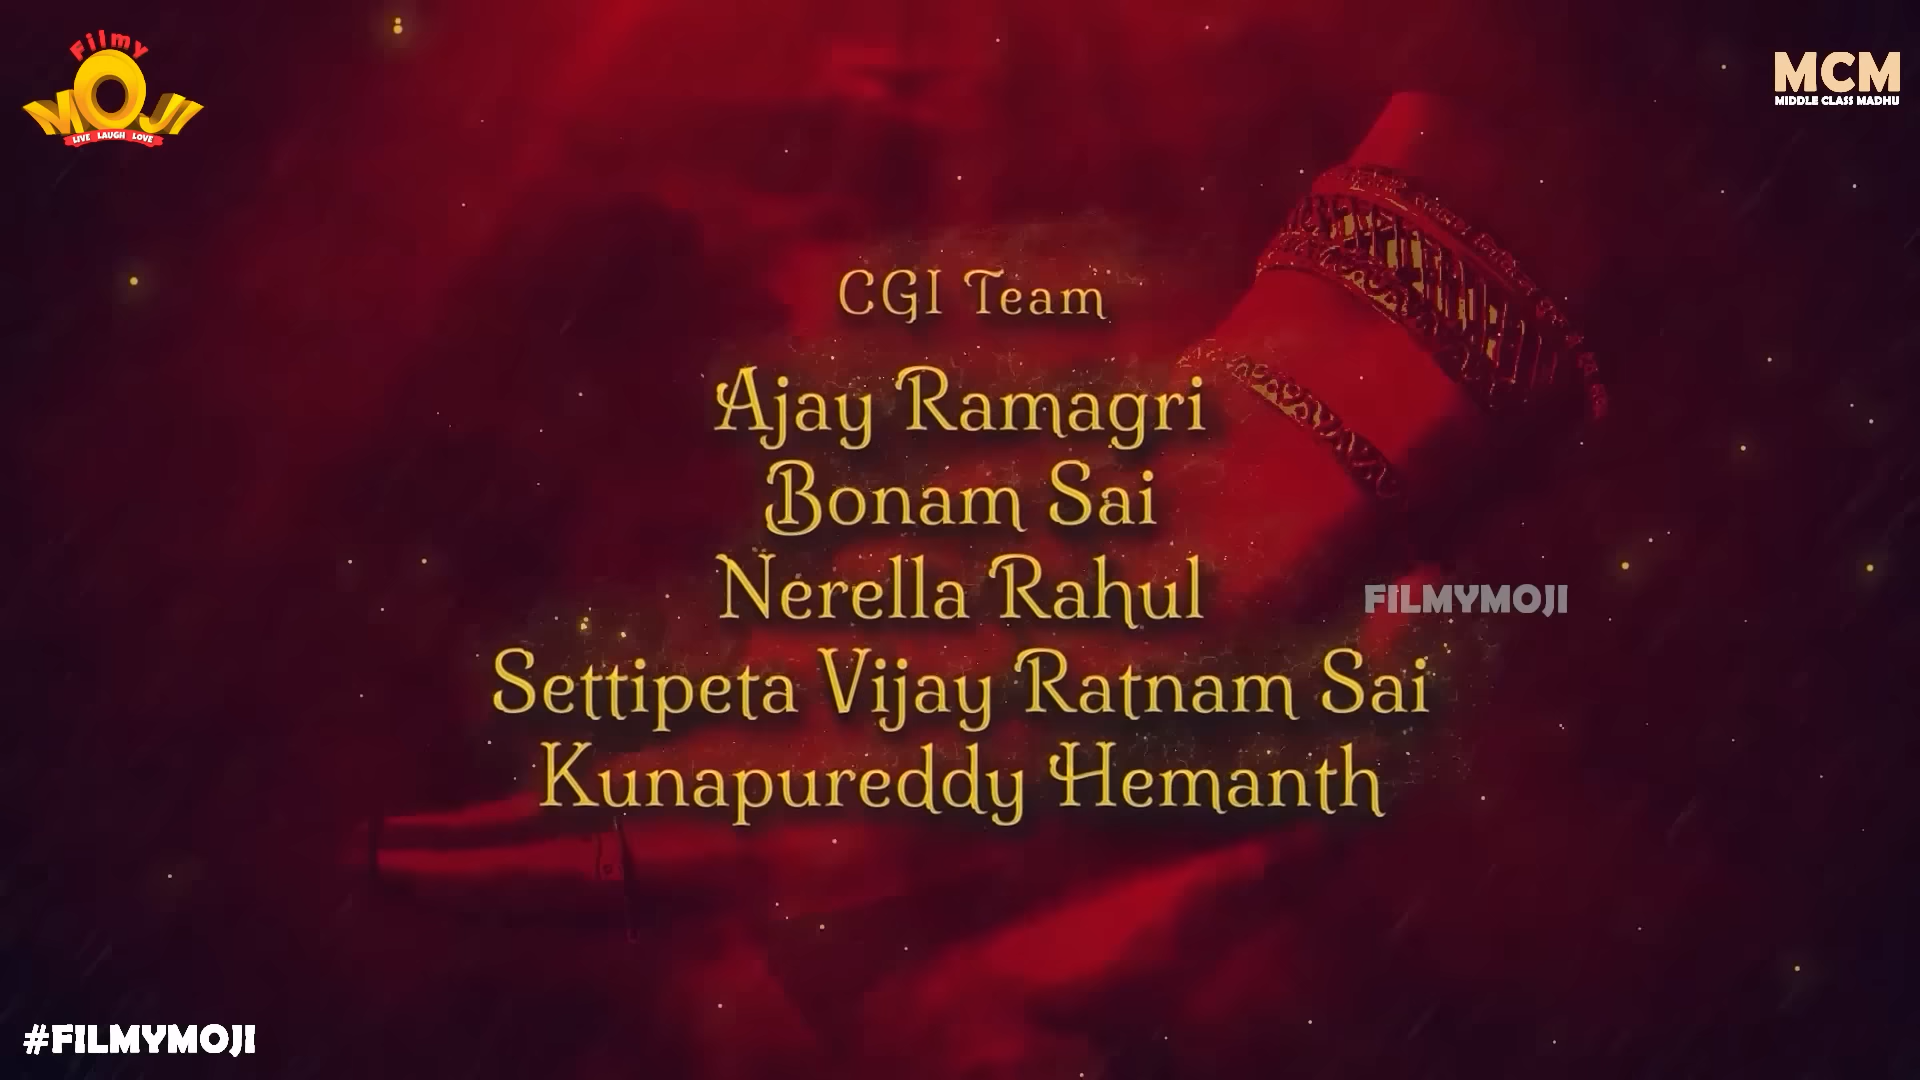 Filmy
MOJI
LIVE LAUGH LOVE
MCM
MIDDLE CLASS MADHU
CGI Team
Ajay Ramagri
Bonam Sai
Nerella Rahul
FILMYMOJI
Settipeta Vijay Ratnam Sai
Kunapureddy Hemanth
#FILMYMOJI